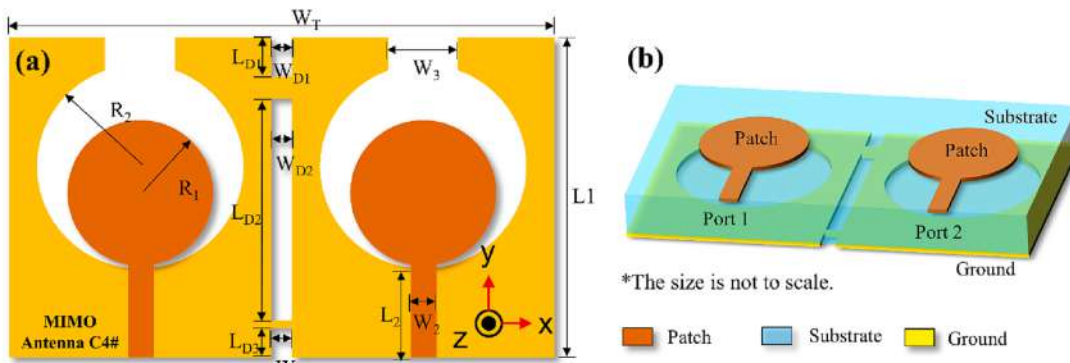 W_T
(a)
L_D1
W_D1
W_3
R_2
R_1
W_D2
L_D2
L1
L_2
W_2
y
x
z
MIMO
Antenna C4#
L_D3
(b)
Substrate
Patch
Patch
Port 1
Port 2
Ground
*The size is not to scale.
Patch
Substrate
Ground